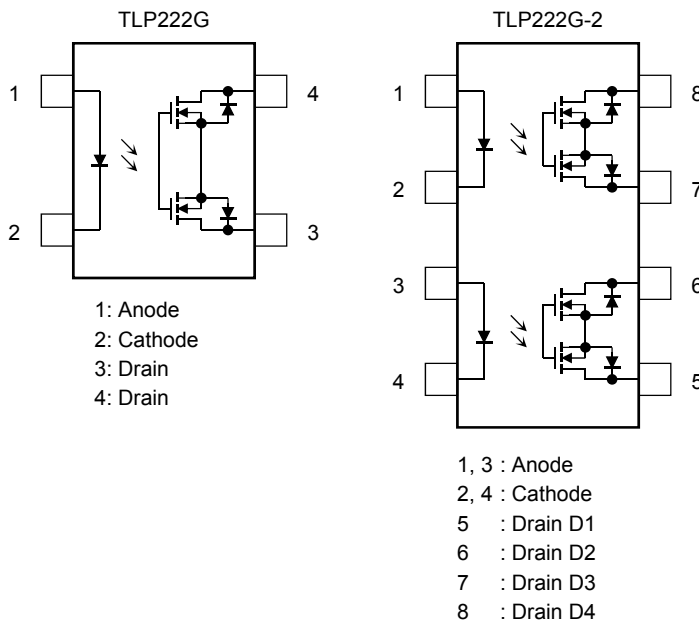 TLP222G
1
4
2
3
1: Anode
2: Cathode
3: Drain
4: Drain
TLP222G-2
1
8
2
7
3
6
4
5
1, 3 : Anode
2, 4 : Cathode
5 : Drain D1
6 : Drain D2
7 : Drain D3
8 : Drain D4